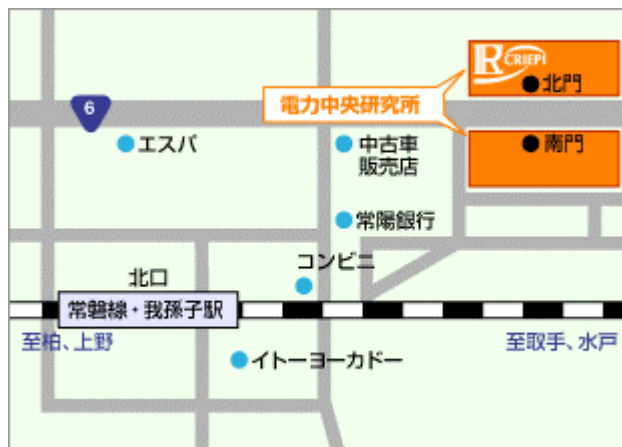 R CRIEPI
北門
電力中央研究所
6
エスパ
中古車
販売店
南門
常陽銀行
コンビニ
北口
常磐線・我孫子駅
至柏、上野
至取手、水戸
イトーヨーカドー